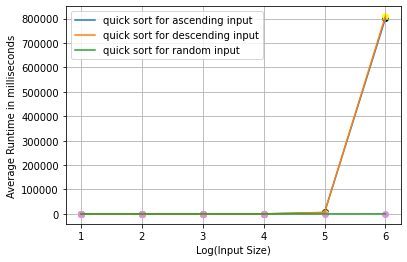 quick sort for ascending input
quick sort for descending input
quick sort for random input
800000
700000
600000
500000
400000
300000
200000
100000
0
Average Runtime in milliseconds
1 2 3 4 5 6
Log(Input Size)